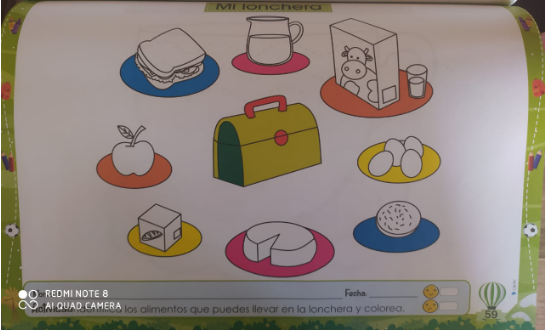 Mi lonchera
Fecha:
REDMI NOTE 8
AI QUAD CAMERA
los alimentos que puedes llevar en la lonchera y colorea.
59